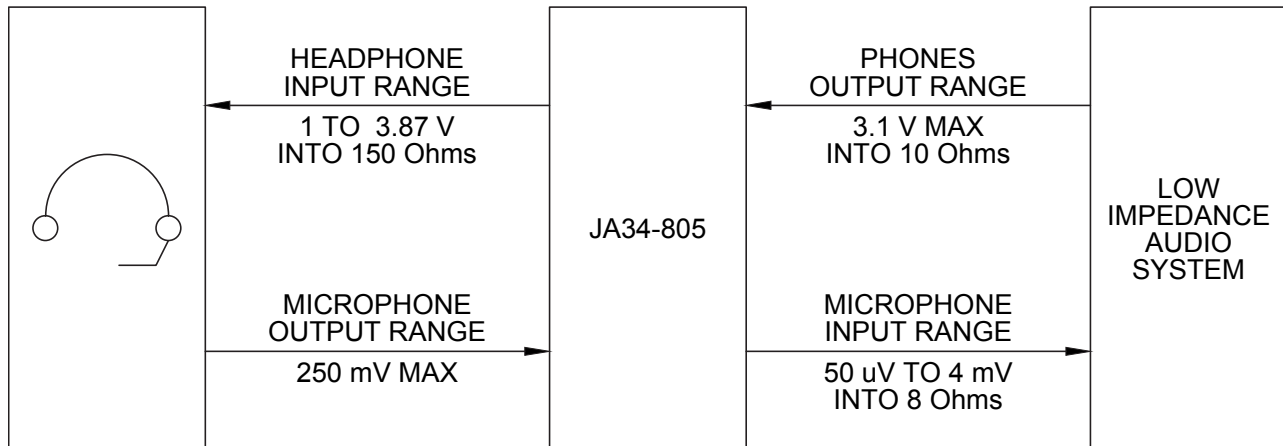 HEADPHONE
INPUT RANGE
1 TO 3.87 V
INTO 150 Ohms
MICROPHONE
OUTPUT RANGE
250 mV MAX
JA34-805
PHONES
OUTPUT RANGE
3.1 V MAX
INTO 10 Ohms
MICROPHONE
INPUT RANGE
50 uV TO 4 mV
INTO 8 Ohms
LOW
IMPEDANCE
AUDIO
SYSTEM